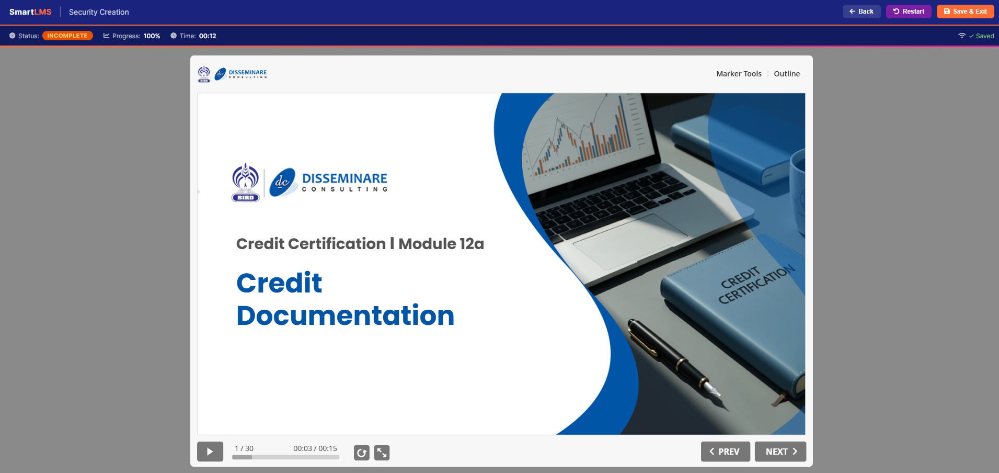 SmartLMS | Security Creation
Back
Restart
Save & Exit
Status: INCOMPLETE
Progress: 100%
Time: 00:12
✓ Saved
BIRD
dc
DISSEMINARE
CONSULTING
Marker Tools | Outline
BIRD
dc
DISSEMINARE
CONSULTING
Credit Certification | Module 12a
Credit
Documentation
CREDIT
CERTIFICATION
1 / 30
00:03 / 00:15
PREV
NEXT